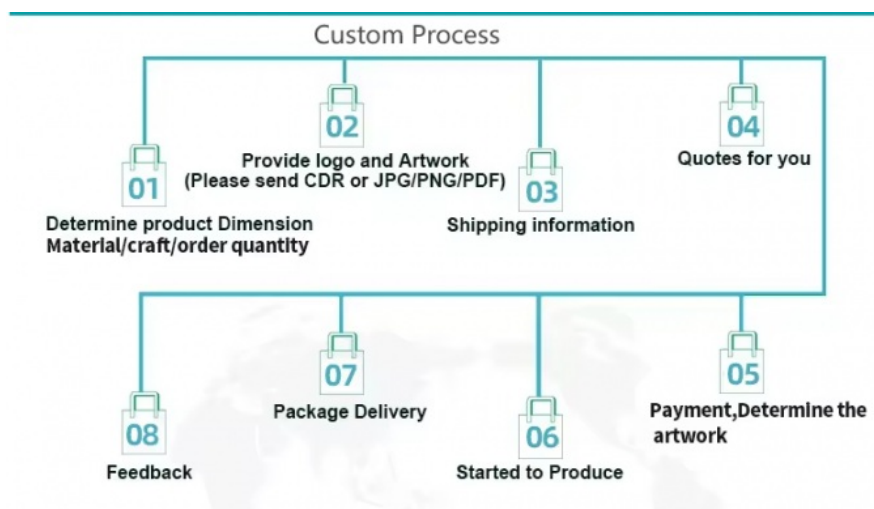 Custom Process
01
Determine product Dimension
Material/craft/order quantity
02
Provide logo and Artwork
(Please send CDR or JPG/PNG/PDF)
03
Shipping information
04
Quotes for you
05
Payment,Determine the
artwork
06
Started to Produce
07
Package Delivery
08
Feedback